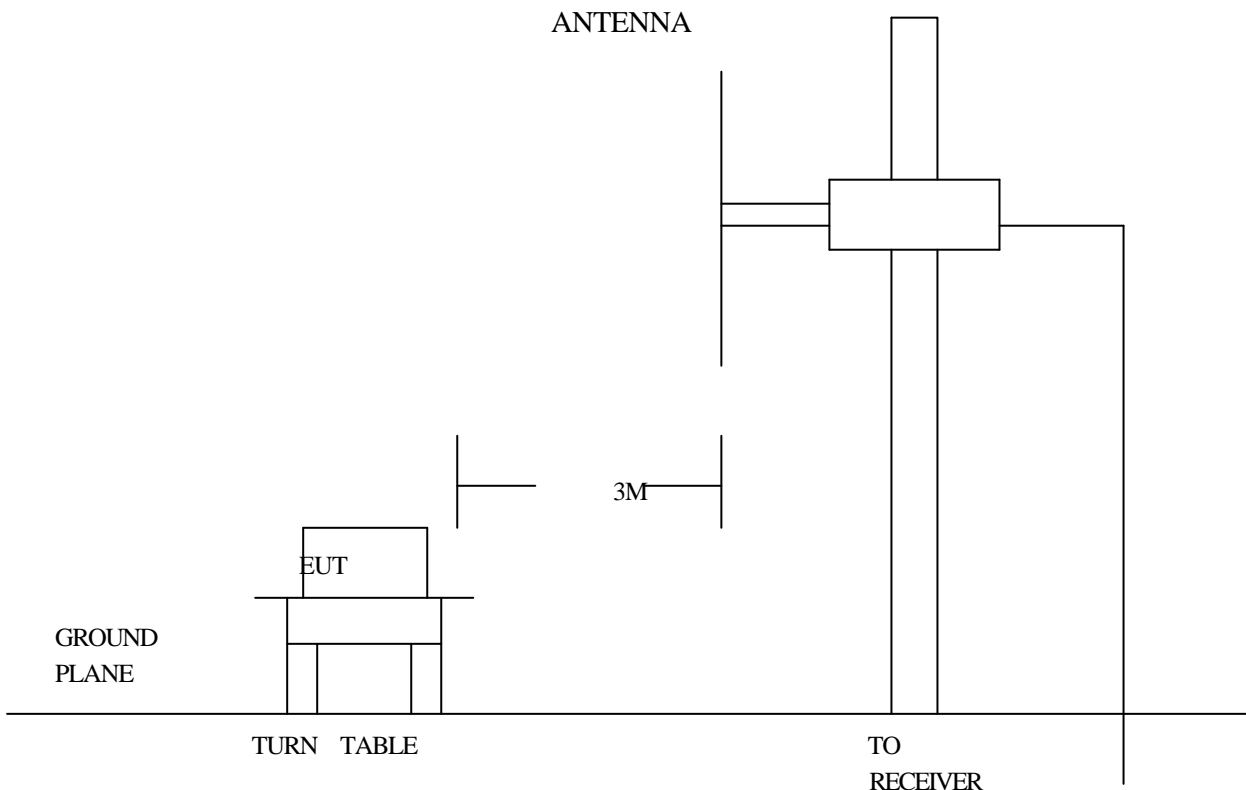 ANTENNA
3M
EUT
GROUND
PLANE
TURN TABLE
TO
RECEIVER